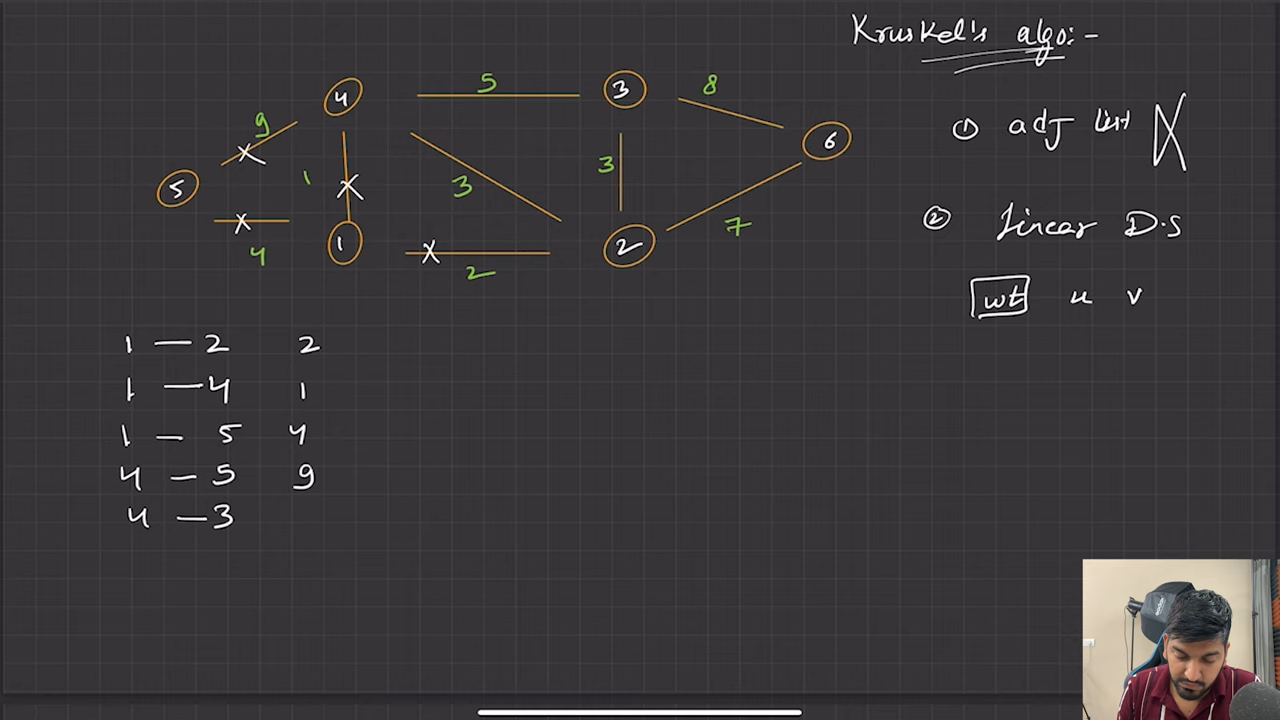 Kruskel's algo:-
5
3
8
4
9
① adj list
6
5
1
3
3
4
1
2
2
7
② linear D.S
wt u v
1 — 2 2
1 — 4 1
1 — 5 4
4 — 5 9
4 — 3